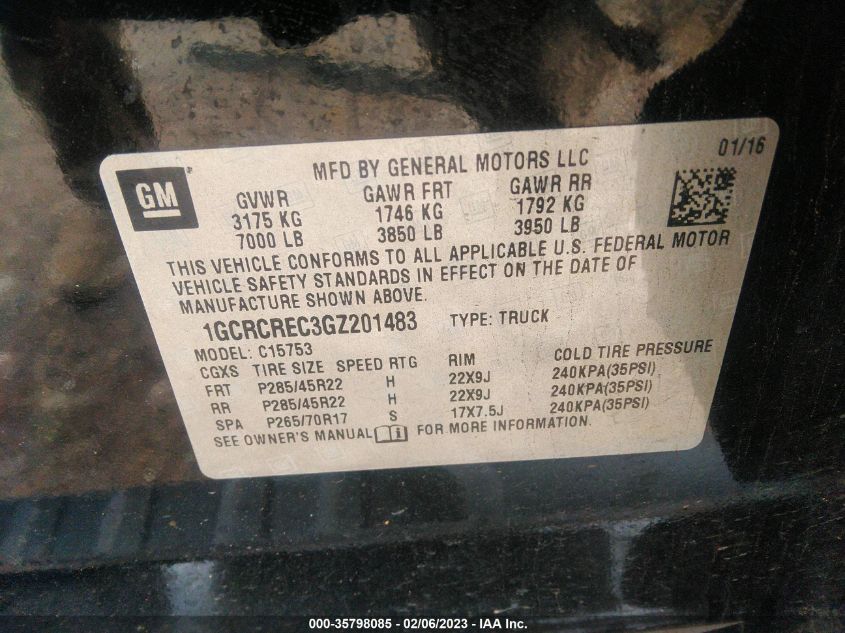 GM
MFD BY GENERAL MOTORS LLC
01/16
GVWR GAWR FRT GAWR RR
3175 KG 1746 KG 1792 KG
7000 LB 3850 LB 3950 LB
THIS VEHICLE CONFORMS TO ALL APPLICABLE U.S. FEDERAL MOTOR
VEHICLE SAFETY STANDARDS IN EFFECT ON THE DATE OF
MANUFACTURE SHOWN ABOVE.
1GCRCREC3GZ201483 TYPE: TRUCK
MODEL: C15753
CGXS TIRE SIZE SPEED RTG RIM COLD TIRE PRESSURE
FRT P285/45R22 H 22X9J 240KPA(35PSI)
RR P285/45R22 H 22X9J 240KPA(35PSI)
SPA P265/70R17 S 17X7.5J 240KPA(35PSI)
SEE OWNER'S MANUAL FOR MORE INFORMATION.
000-35798085 - 02/06/2023 - © IAA Inc.